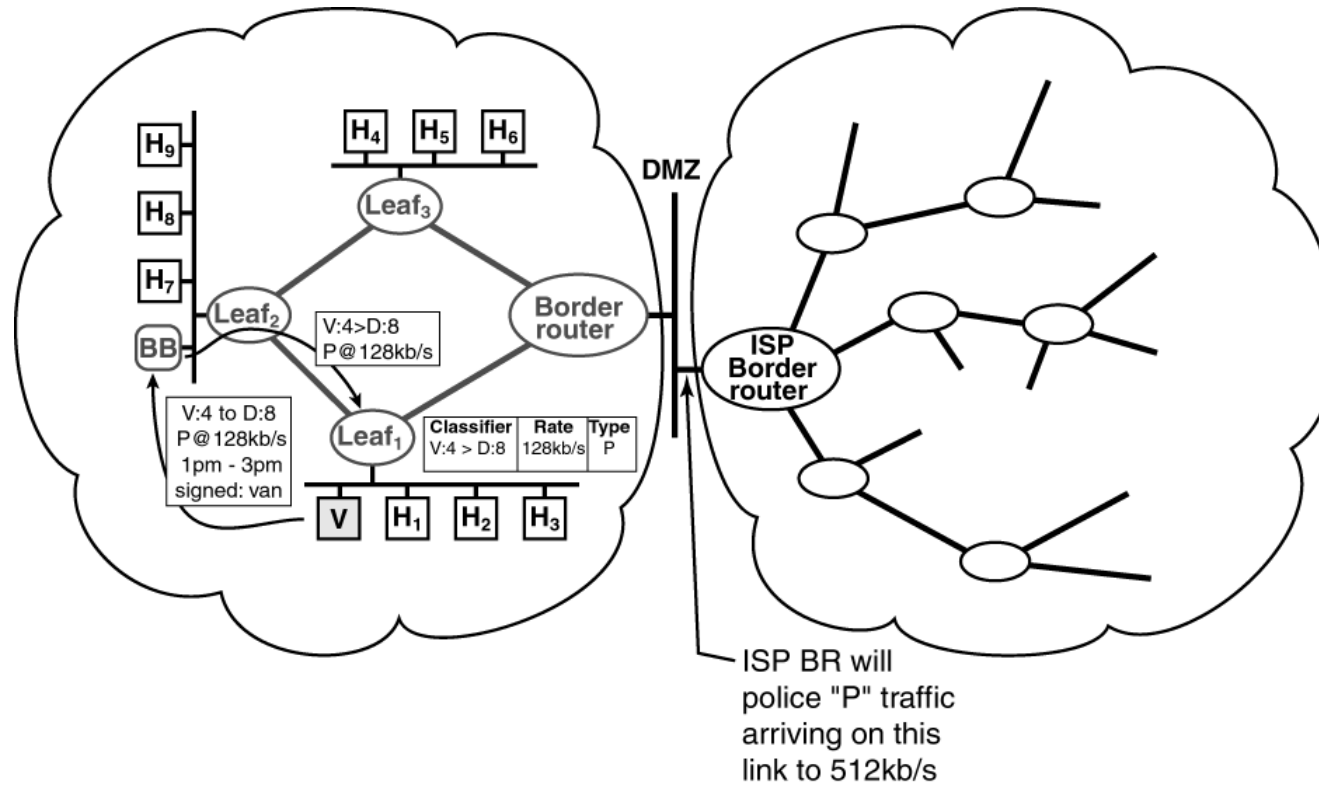 H4 H5 H6
H9
H8
H7
BB
Leaf3
Leaf2
Border
router
V:4>D:8
P@128kb/s
V:4 to D:8
P@128kb/s
1pm - 3pm
signed: van
Leaf1
Classifier Rate Type
V:4 > D:8 128kb/s P
V H1 H2 H3
DMZ
ISP
Border
router
ISP BR will
police "P" traffic
arriving on this
link to 512kb/s